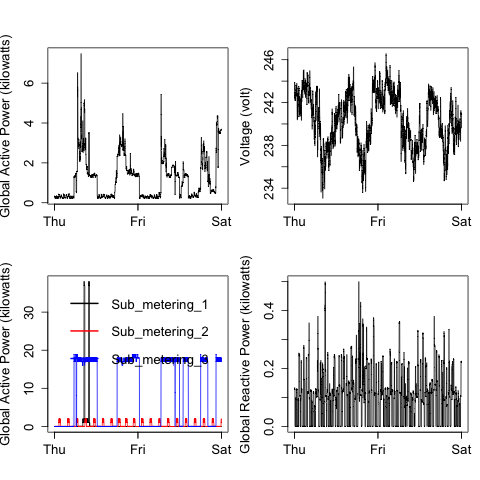 Global Active Power (kilowatts)
0 2 4 6
Thu Fri Sat
Voltage (volt)
234 238 242 246
Thu Fri Sat
Global Active Power (kilowatts)
0 10 20 30
Sub_metering_1
Sub_metering_2
Sub_metering_3
Thu Fri Sat
Global Reactive Power (kilowatts)
0.0 0.2 0.4
Thu Fri Sat